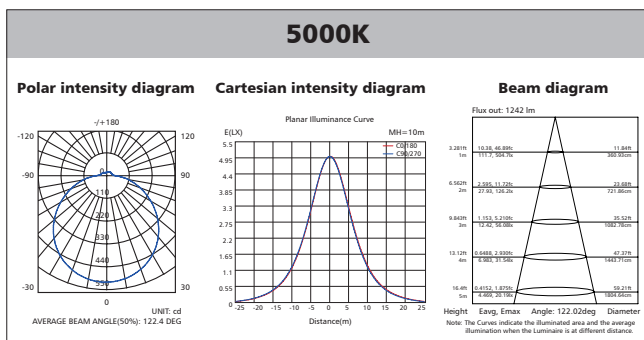 5000K
Polar intensity diagram
Cartesian intensity diagram
Beam diagram
-/+180
-120
120
-90
90
-30
30
0
0
110
220
330
440
550
UNIT: cd
AVERAGE BEAM ANGLE(50%): 122.4 DEG
Planar Illuminance Curve
E(LX)
MH=10m
C0/180
C90/270
5.5
4.95
4.4
3.85
3.3
2.75
2.2
1.65
1.1
0.55
0
-25 -20 -15 -10 -5 0 5 10 15 20 25
Distance(m)
Flux out: 1242 lm
3.281ft 10.38, 46.89fc 11.84ft
1m 111.7, 504.7lx 360.93cm
6.562ft 2.595, 11.72fc 23.68ft
2m 27.93, 126.2lx 721.86cm
9.843ft 1.153, 5.210fc 35.52ft
3m 12.42, 56.08lx 1082.78cm
13.12ft 0.6488, 2.930fc 47.37ft
4m 6.983, 31.54lx 1443.71cm
16.4ft 0.4152, 1.875fc 59.21ft
5m 4.469, 20.19lx 1804.64cm
Height Eavg, Emax Angle: 122.02deg Diameter
Note: The Curves indicate the illuminated area and the average
illumination when the Luminaire is at different distance.